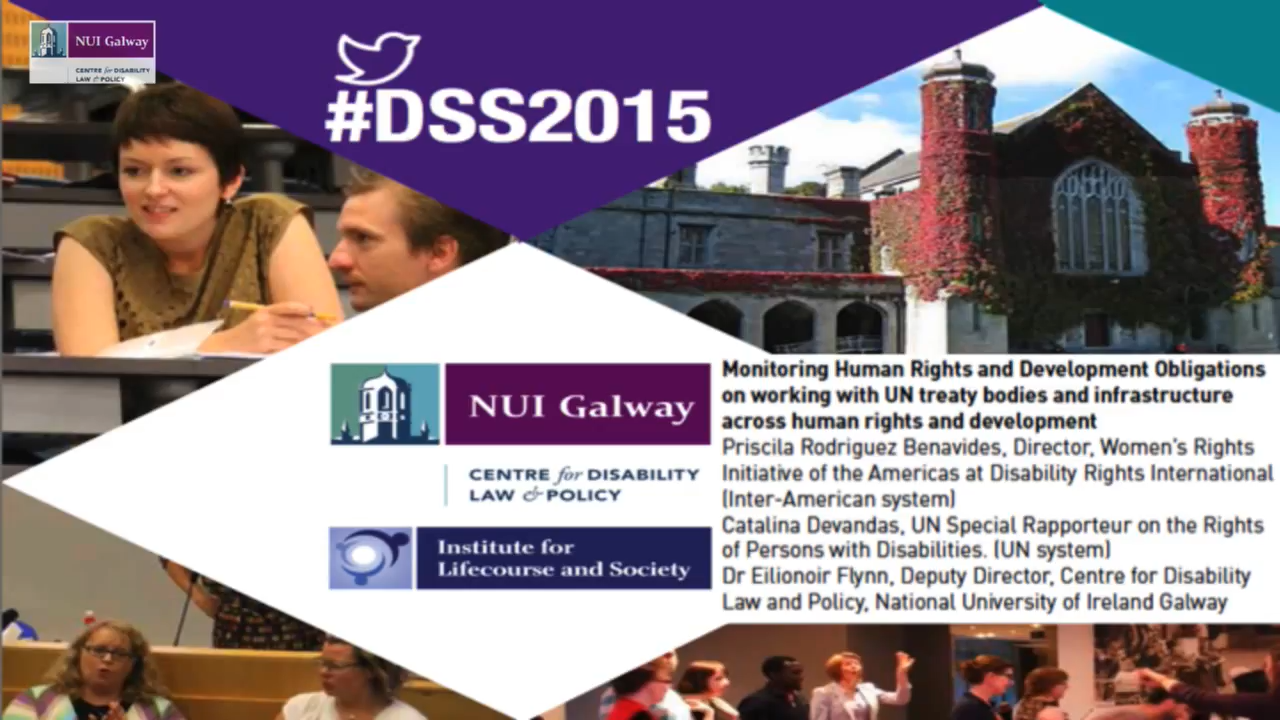 NUI Galway
CENTRE for DISABILITY
LAW & POLICY
#DSS2015
NUI Galway
CENTRE for DISABILITY
LAW & POLICY
Institute for
Lifecourse and Society
Monitoring Human Rights and Development Obligations
on working with UN treaty bodies and infrastructure
across human rights and development
Priscila Rodriguez Benavides, Director, Women's Rights
Initiative of the Americas at Disability Rights International
(Inter-American system)
Catalina Devandas, UN Special Rapporteur on the Rights
of Persons with Disabilities. (UN system)
Dr Eilionoir Flynn, Deputy Director, Centre for Disability
Law and Policy, National University of Ireland Galway